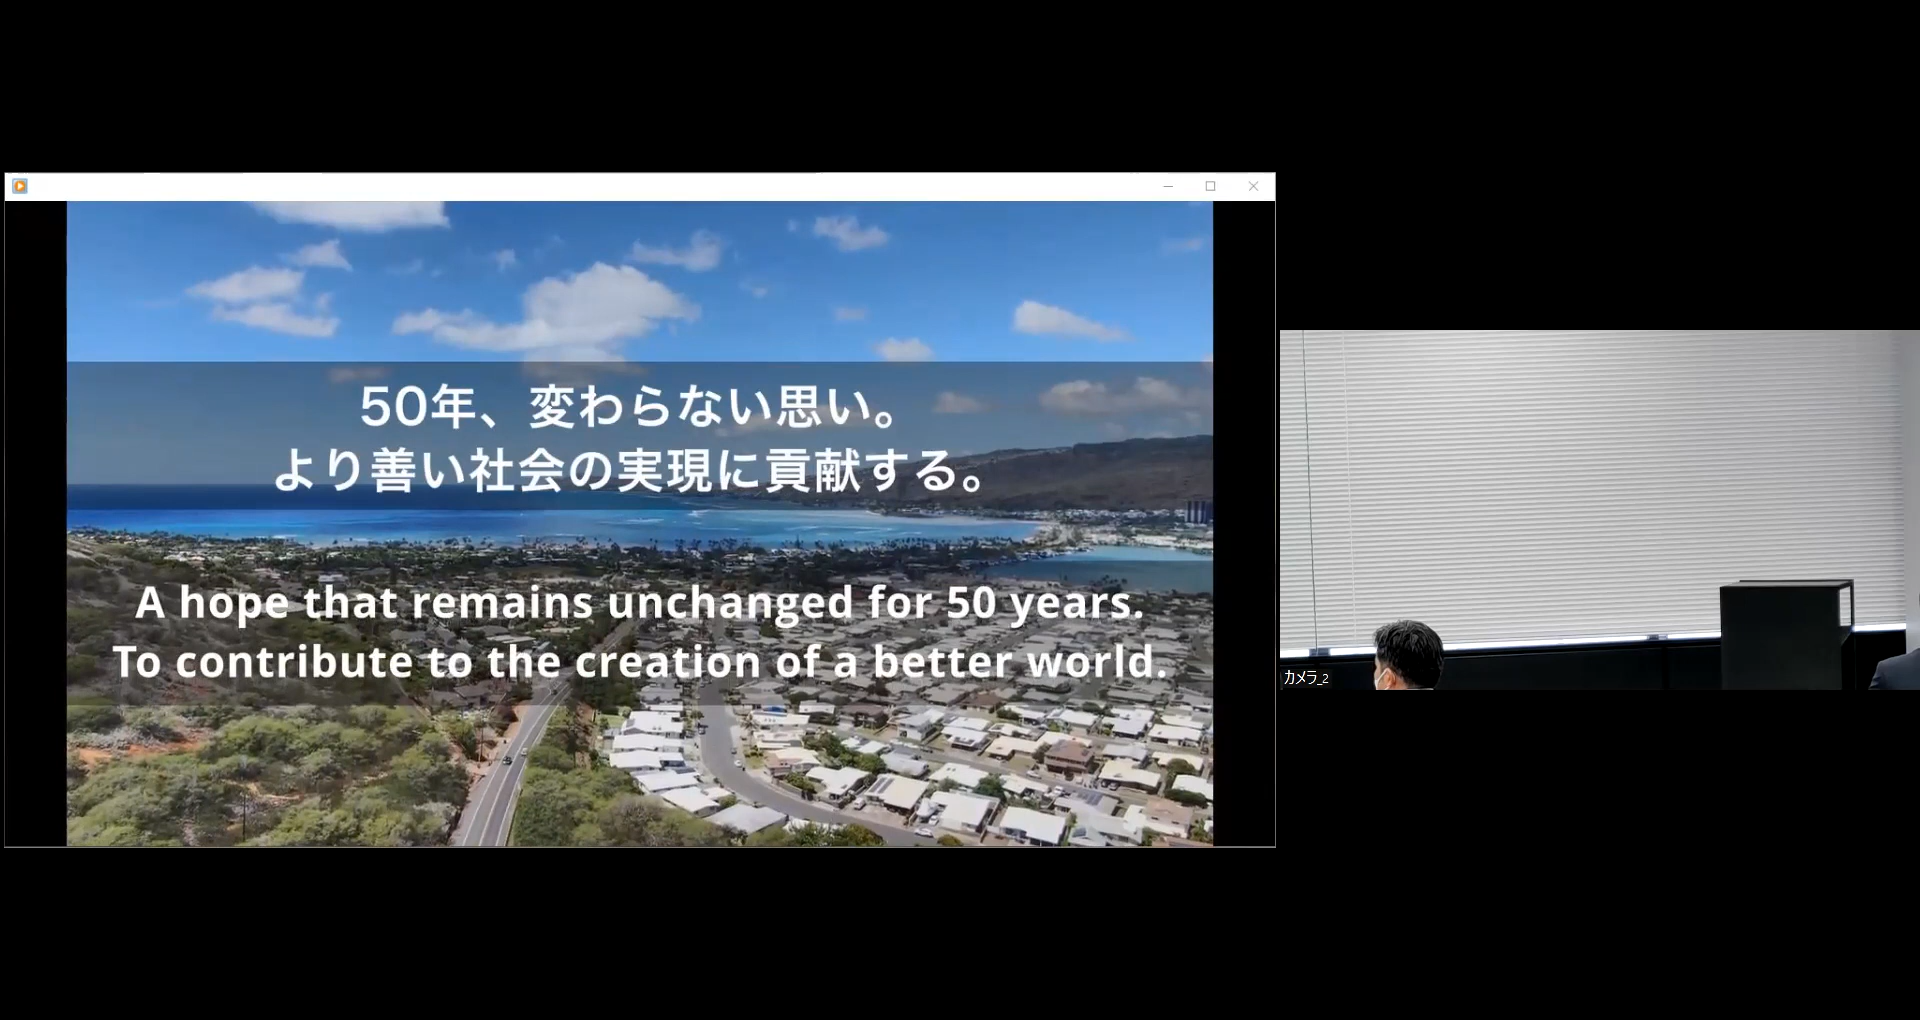 50年、変わらない思い。
より善い社会の実現に貢献する。
A hope that remains unchanged for 50 years.
To contribute to the creation of a better world.
カメラ_2